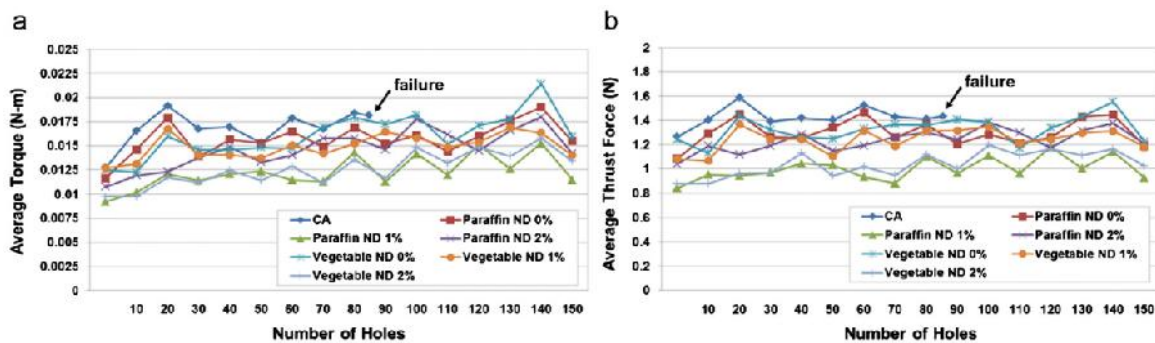 a
0.025
0.0225
0.02
0.0175
0.015
0.0125
0.01
0.0075
0.005
0.0025
0
Average Torque (N-m)
failure
CA
Paraffin ND 0%
Paraffin ND 1%
Paraffin ND 2%
Vegetable ND 0%
Vegetable ND 1%
Vegetable ND 2%
10 20 30 40 50 60 70 80 90 100 110 120 130 140 150
Number of Holes
b
2
1.8
1.6
1.4
1.2
1
0.8
0.6
0.4
0.2
0
Average Thrust Force (N)
failure
CA
Paraffin ND 0%
Paraffin ND 1%
Paraffin ND 2%
Vegetable ND 0%
Vegetable ND 1%
Vegetable ND 2%
10 20 30 40 50 60 70 80 90 100 110 120 130 140 150
Number of Holes